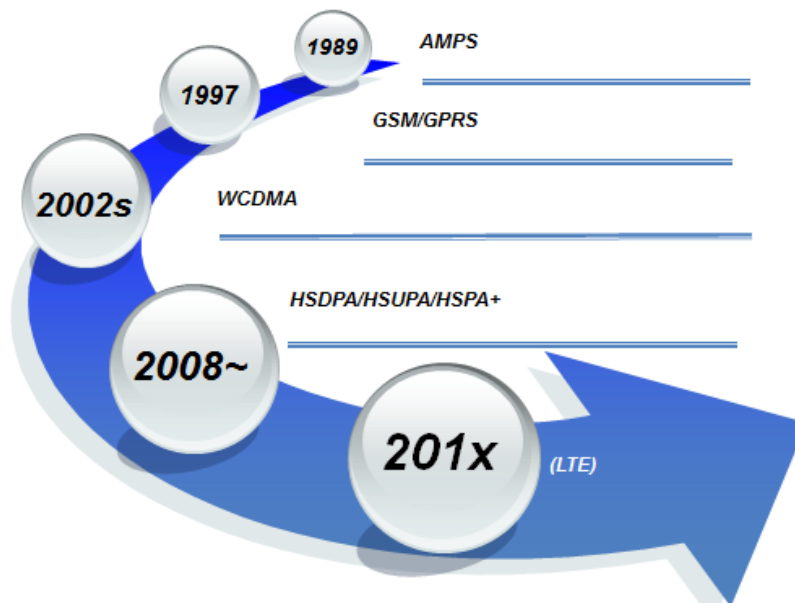 1989
AMPS
1997
GSM/GPRS
2002s
WCDMA
2008~
HSDPA/HSUPA/HSPA+
201x
(LTE)